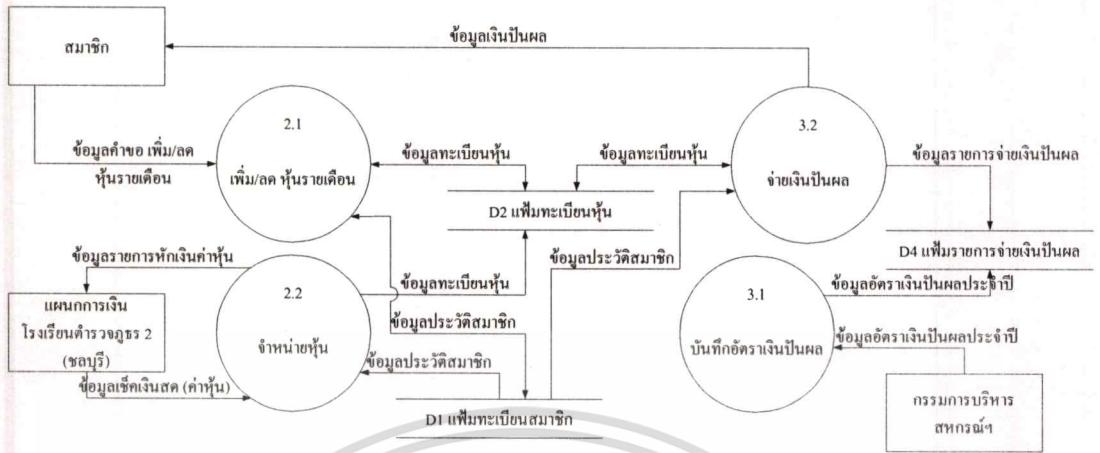 สมาชิก
ข้อมูลเงินปันผล
2.1
เพิ่ม/ลด หุ้นรายเดือน
3.2
จ่ายเงินปันผล
ข้อมูลคำขอ เพิ่ม/ลด
หุ้นรายเดือน
ข้อมูลทะเบียนหุ้น
ข้อมูลทะเบียนหุ้น
ข้อมูลรายการจ่ายเงินปันผล
D2 แฟ้มทะเบียนหุ้น
D4 แฟ้มรายการจ่ายเงินปันผล
ข้อมูลรายการหักเงินค่าหุ้น
ข้อมูลทะเบียนหุ้น
ข้อมูลประวัติสมาชิก
ข้อมูลอัตราเงินปันผลประจำปี
แผนกการเงิน
โรงเรียนตำรวจภูธร 2
(ชลบุรี)
2.2
จำหน่ายหุ้น
ข้อมูลประวัติสมาชิก
3.1
บันทึกอัตราเงินปันผล
ข้อมูลอัตราเงินปันผลประจำปี
ข้อมูลประวัติสมาชิก
ข้อมูลเช็คเงินสด (ค่าหุ้น)
D1 แฟ้มทะเบียนสมาชิก
กรรมการบริหาร
สหกรณ์ฯ